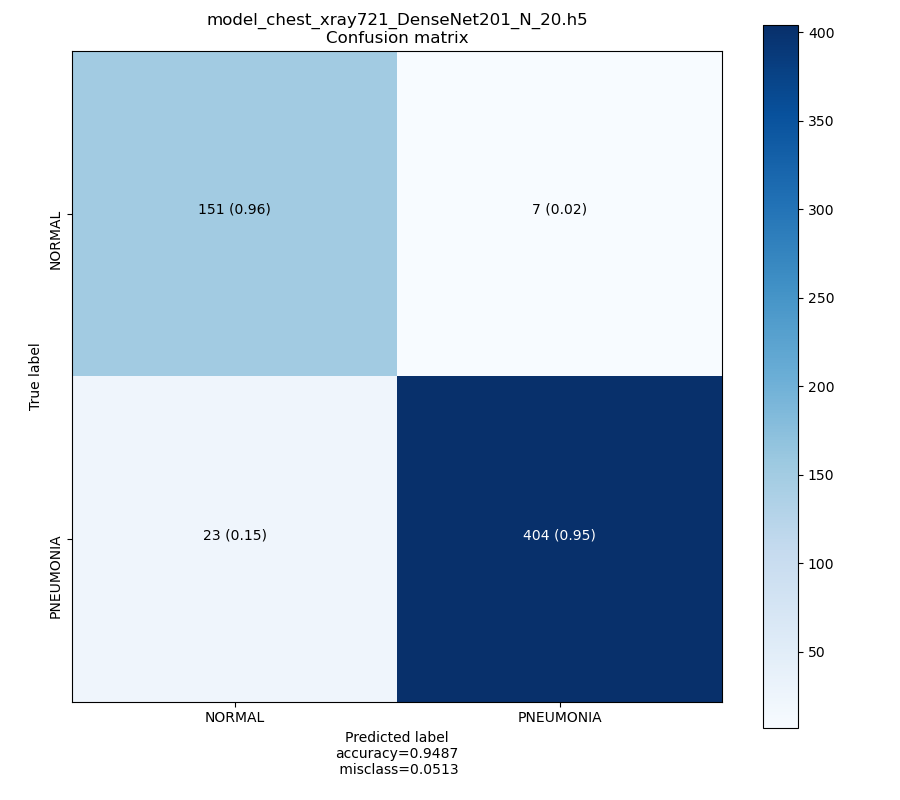 model_chest_xray721_DenseNet201_N_20.h5
Confusion matrix
NORMAL
151 (0.96)
7 (0.02)
True label
PNEUMONIA
23 (0.15)
404 (0.95)
NORMAL
PNEUMONIA
Predicted label
accuracy=0.9487
misclass=0.0513
400
350
300
250
200
150
100
50